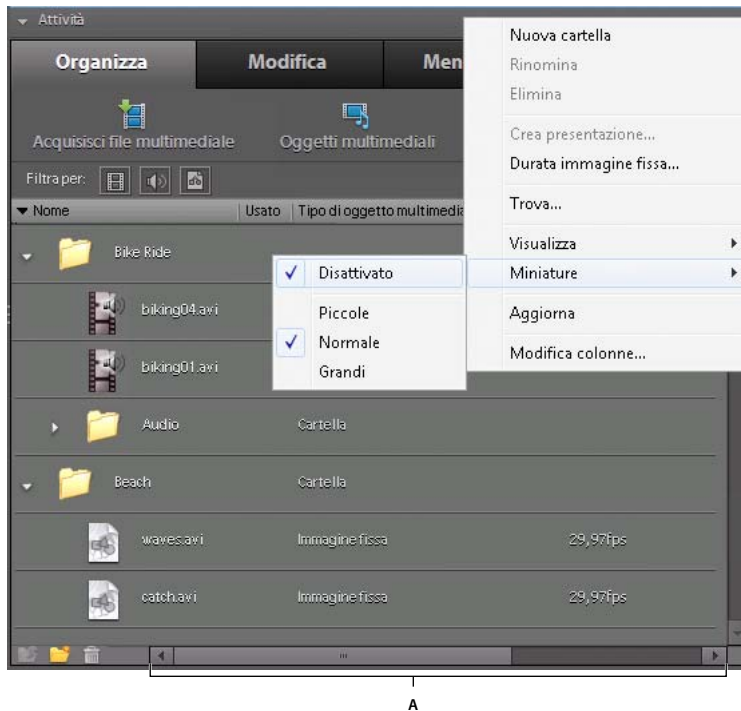 Attività
Organizza
Modifica
Men
Acquisisci file multimediale
Oggetti multimediali
Filtra per:
Nome
Usato
Tipo di oggetto multimedia
Bike Ride
biking04.avi
biking01.avi
Audio
Cartella
Beach
Cartella
waves.avi
Immagine fissa
29,97fps
catch.avi
Immagine fissa
29,97fps
Nuova cartella
Rinomina
Elimina
Crea presentazione...
Durata immagine fissa...
Trova...
Visualizza
Miniature
Aggiorna
Modifica colonne...
Disattivato
Piccole
Normale
Grandi
A